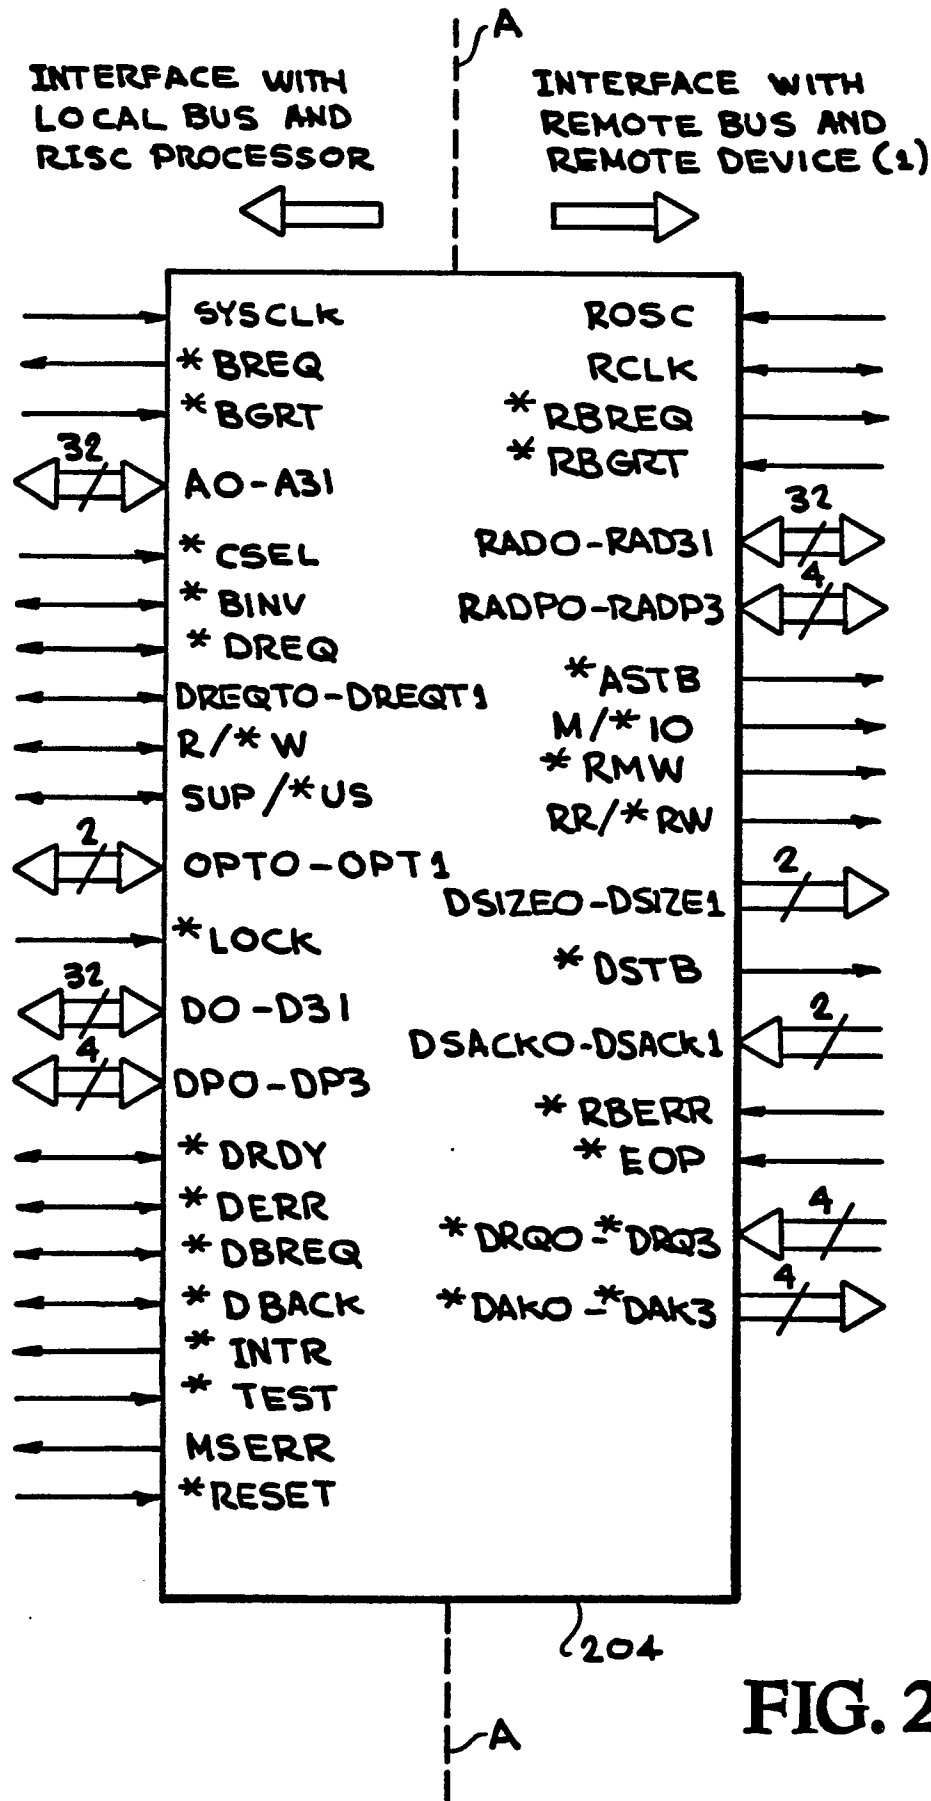 A
INTERFACE WITH
LOCAL BUS AND
RISC PROCESSOR
INTERFACE WITH
REMOTE BUS AND
REMOTE DEVICE (1)
SYSCLK
*BREQ
*BGRT
32
A0-A31
*CSEL
*BINV
*DREQ
DREQT0-DREQT1
R/*W
SUP/*US
2
OPT0-OPT1
*LOCK
32
D0-D31
4
DP0-DP3
*DRDY
*DERR
*DBREQ
*DBACK
*INTR
*TEST
MSERR
*RESET
ROSC
RCLK
*RBREQ
*RBGRT
32
RAD0-RAD31
4
RADP0-RADP3
*ASTB
M/*IO
*RMW
RR/*RW
2
DSIZE0-DSIZE1
*DSTB
2
DSACK0-DSACK1
*RBERR
*EOP
4
*DRQ0-*DRQ3
4
*DAK0-*DAK3
204
A
FIG. 2